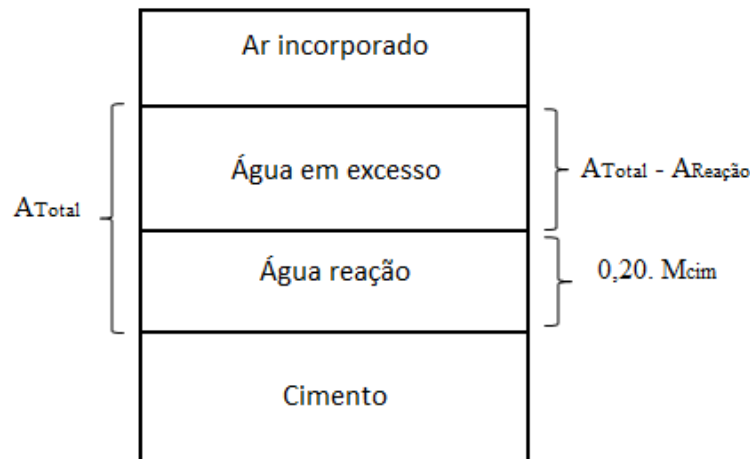 Ar incorporado
Água em excesso
ATotal - AReação
ATotal
Água reação
0,20. Mcim
Cimento